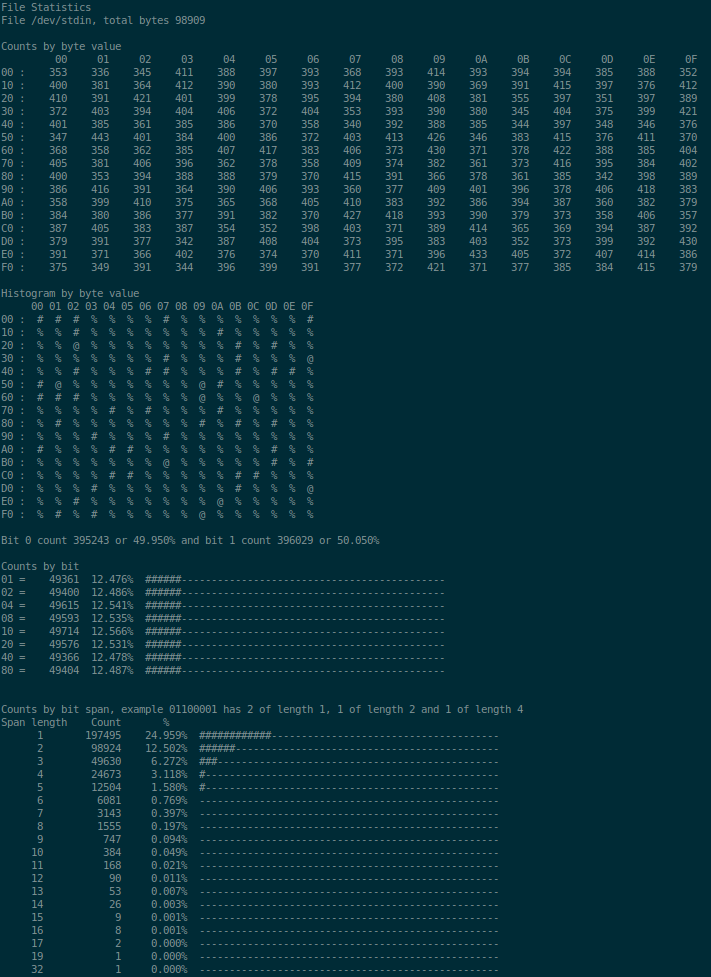 File Statistics
File /dev/stdin, total bytes 98909
Counts by byte value
00 01 02 03 04 05 06 07 08 09 0A 0B 0C 0D 0E 0F
00 : 353 336 345 411 388 397 393 368 393 414 393 394 394 385 388 352
10 : 400 381 364 412 390 380 393 412 400 390 369 391 415 397 376 412
20 : 410 391 421 401 399 378 395 394 380 408 381 355 397 351 397 389
30 : 372 403 394 404 406 372 404 353 393 390 380 345 404 375 399 421
40 : 401 385 361 385 386 370 358 340 392 388 385 344 397 348 346 376
50 : 347 443 401 384 400 386 372 403 413 426 346 383 415 376 411 370
60 : 368 358 362 385 407 417 383 406 373 430 371 378 422 388 385 404
70 : 405 381 406 396 362 378 358 409 374 382 361 373 416 395 384 402
80 : 400 353 394 388 388 379 370 415 391 366 378 361 385 342 398 389
90 : 386 416 391 364 390 406 393 360 377 409 401 396 378 406 418 383
A0 : 358 399 410 375 365 368 405 410 383 392 386 394 387 360 382 379
B0 : 384 380 386 377 391 382 370 427 418 393 390 379 373 358 406 357
C0 : 387 405 383 387 354 352 398 403 371 389 414 365 369 394 387 392
D0 : 379 391 377 342 387 408 404 373 395 383 403 352 373 399 392 430
E0 : 391 371 366 402 376 374 370 411 371 396 433 405 372 407 414 386
F0 : 375 349 391 344 396 399 391 377 372 421 371 377 385 384 415 379
Histogram by byte value
00 01 02 03 04 05 06 07 08 09 0A 0B 0C 0D 0E 0F
00 : # # # % % % % # % % % % % % % #
10 : % % # % % % % % % % # % % % % %
20 : % % @ % % % % % % % % # % # % %
30 : % % % % % % % # % % % # % % % @
40 : % % # % % % # # % % % # % # # %
50 : # @ % % % % % % % @ # % % % % %
60 : # # # % % % % % % @ % % @ % % %
70 : % % % % # % # % % % # % % % % %
80 : % # % % % % % % % # % # % # % %
90 : % % % # % % % # % % % % % % % %
A0 : # % % % # # % % % % % % % # % %
B0 : % % % % % % % @ % % % % % # % #
C0 : % % % % # # % % % % % # # % % %
D0 : % % % # % % % % % % % # % % % @
E0 : % % # % % % % % % % @ % % % % %
F0 : % # % # % % % % % @ % % % % % %
Bit 0 count 395243 or 49.950% and bit 1 count 396029 or 50.050%
Counts by bit
01 = 49361 12.476% ######--------------------------------------------
02 = 49400 12.486% ######--------------------------------------------
04 = 49615 12.541% ######--------------------------------------------
08 = 49593 12.535% ######--------------------------------------------
10 = 49714 12.566% ######--------------------------------------------
20 = 49576 12.531% ######--------------------------------------------
40 = 49366 12.478% ######--------------------------------------------
80 = 49404 12.487% ######--------------------------------------------
Counts by bit span, example 01100001 has 2 of length 1, 1 of length 2 and 1 of length 4
Span length Count %
1 197495 24.959% ############--------------------------------------
2 98924 12.502% ######--------------------------------------------
3 49630 6.272% ###-----------------------------------------------
4 24673 3.118% #-------------------------------------------------
5 12504 1.580% #-------------------------------------------------
6 6081 0.769% --------------------------------------------------
7 3143 0.397% --------------------------------------------------
8 1555 0.197% --------------------------------------------------
9 747 0.094% --------------------------------------------------
10 384 0.049% --------------------------------------------------
11 168 0.021% --------------------------------------------------
12 90 0.011% --------------------------------------------------
13 53 0.007% --------------------------------------------------
14 26 0.003% --------------------------------------------------
15 9 0.001% --------------------------------------------------
16 8 0.001% --------------------------------------------------
17 2 0.000% --------------------------------------------------
19 1 0.000% --------------------------------------------------
32 1 0.000% --------------------------------------------------